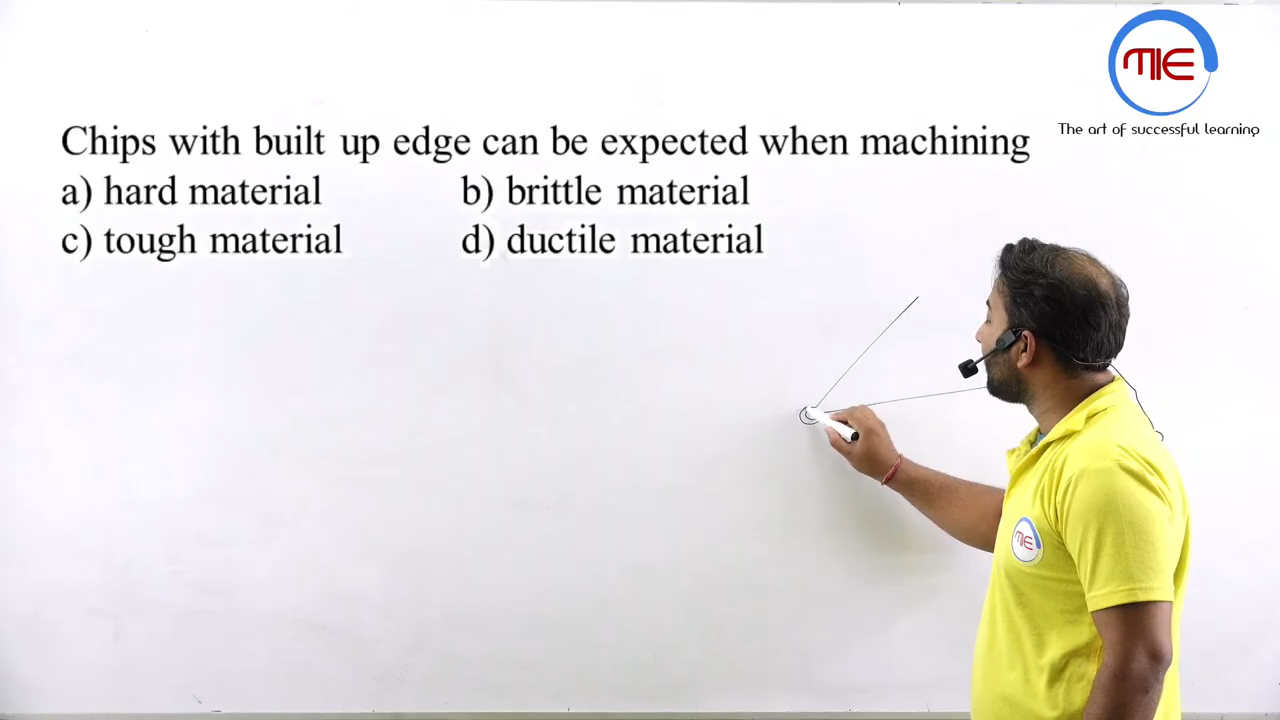 MIE
The art of successful learning
Chips with built up edge can be expected when machining
a) hard material b) brittle material
c) tough material d) ductile material
MIE